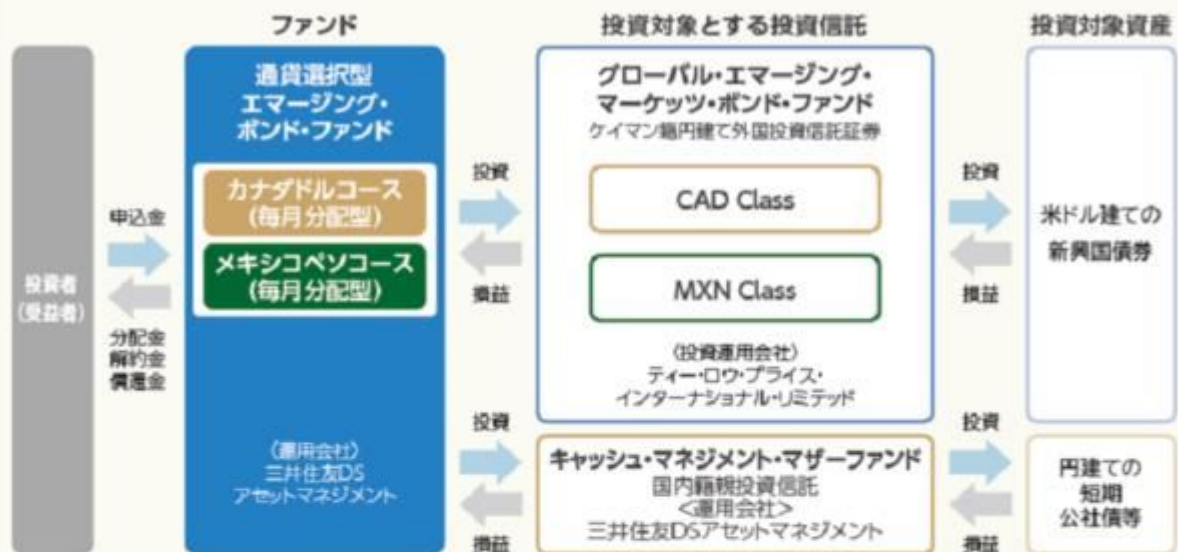 ファンド
投資対象とする投資信託
投資対象資産
投資者
(受益者)
申込金
分配金
解約金
償還金
通貨選択型
エマージング・
ボンド・ファンド
カナダドルコース
(毎月分配型)
メキシコペソコース
(毎月分配型)
〈運用会社〉
三井住友DS
アセットマネジメント
投資
損益
投資
損益
グローバル・エマージング・
マーケッツ・ボンド・ファンド
ケイマン籍円建て外国投資信託証券
CAD Class
MXN Class
〈投資運用会社〉
ティー・ロウ・プライス・
インターナショナル・リミテッド
キャッシュ・マネジメント・マザーファンド
国内籍親投資信託
<運用会社>
三井住友DSアセットマネジメント
投資
損益
投資
損益
米ドル建ての
新興国債券
円建ての
短期
公社債等